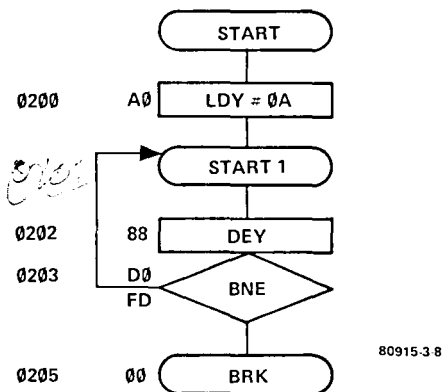 START
0200 A0 LDY # 0A
START 1
0202 88 DEY
0203 D0 BNE
FD
80915-3-8
0205 00 BRK